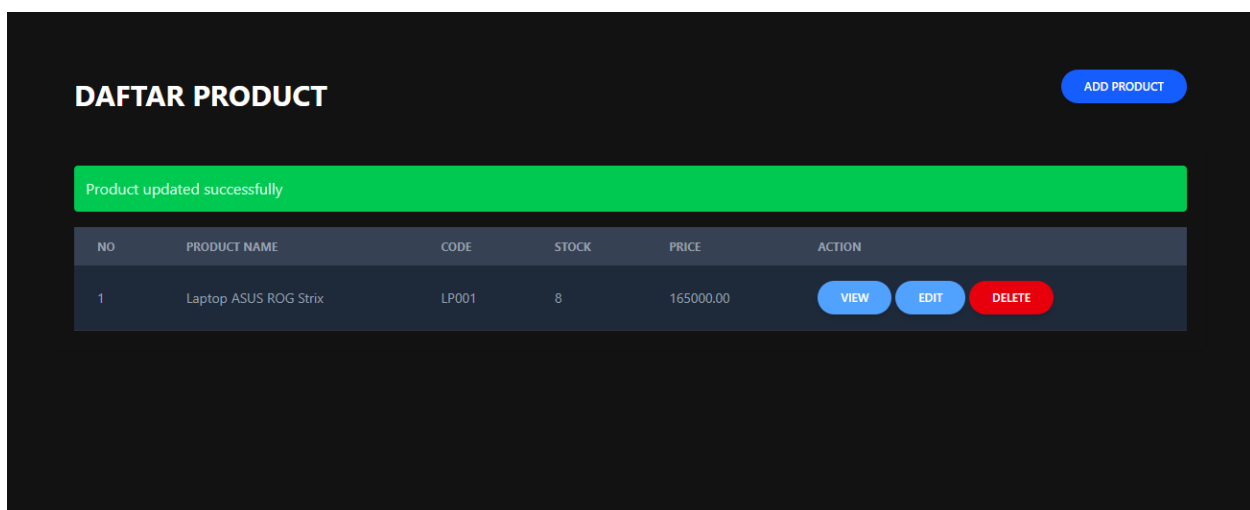 DAFTAR PRODUCT
ADD PRODUCT
Product updated successfully
NO PRODUCT NAME CODE STOCK PRICE ACTION
1 Laptop ASUS ROG Strix LP001 8 165000.00 VIEW EDIT DELETE